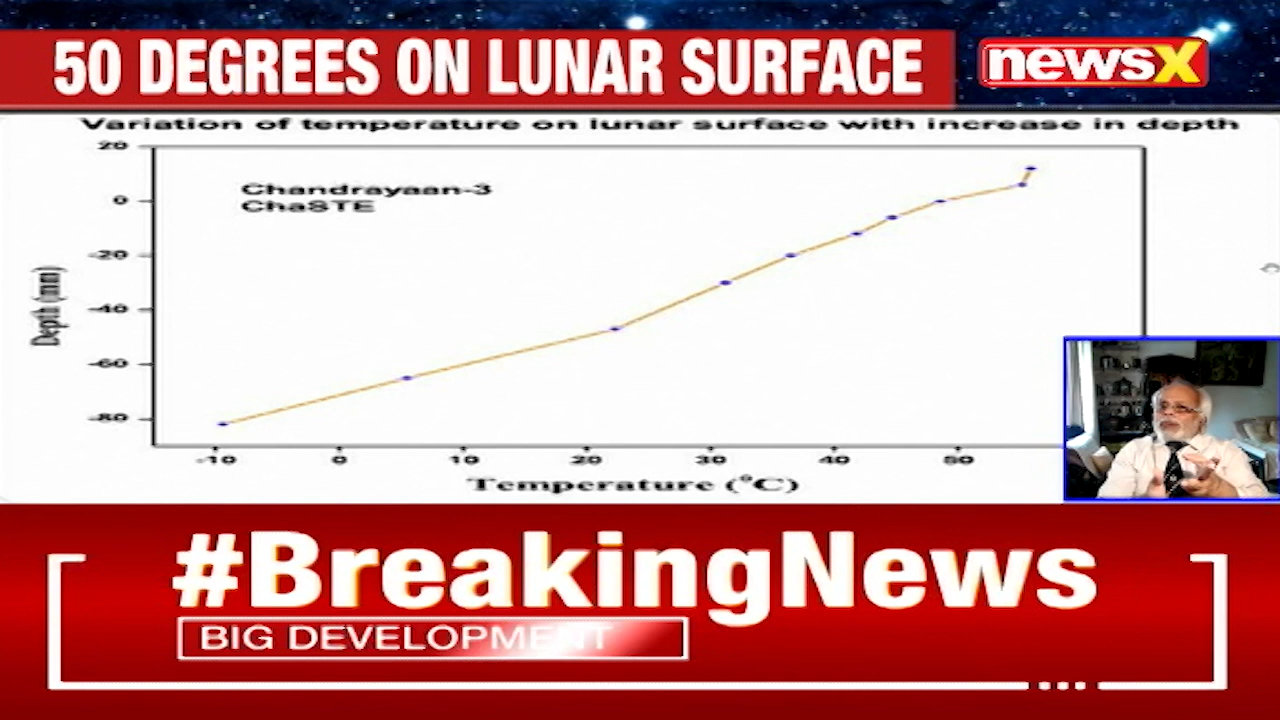 50 DEGREES ON LUNAR SURFACE
newsX
Variation of temperature on lunar surface with increase in depth
20
0
-20
-40
-60
-80
Depth (mm)
Chandrayaan-3
ChaSTE
-10 0 10 20 30 40 50
Temperature (°C)
#BreakingNews
BIG DEVELOPMENT